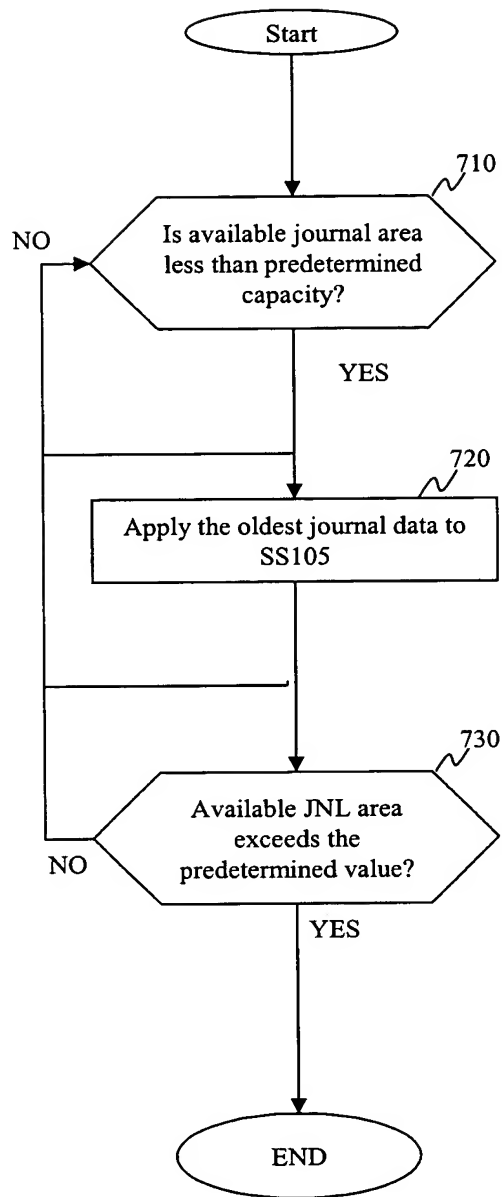 Start
710
NO
Is available journal area
less than predetermined
capacity?
YES
720
Apply the oldest journal data to
SS105
730
Available JNL area
exceeds the
predetermined value?
NO
YES
END